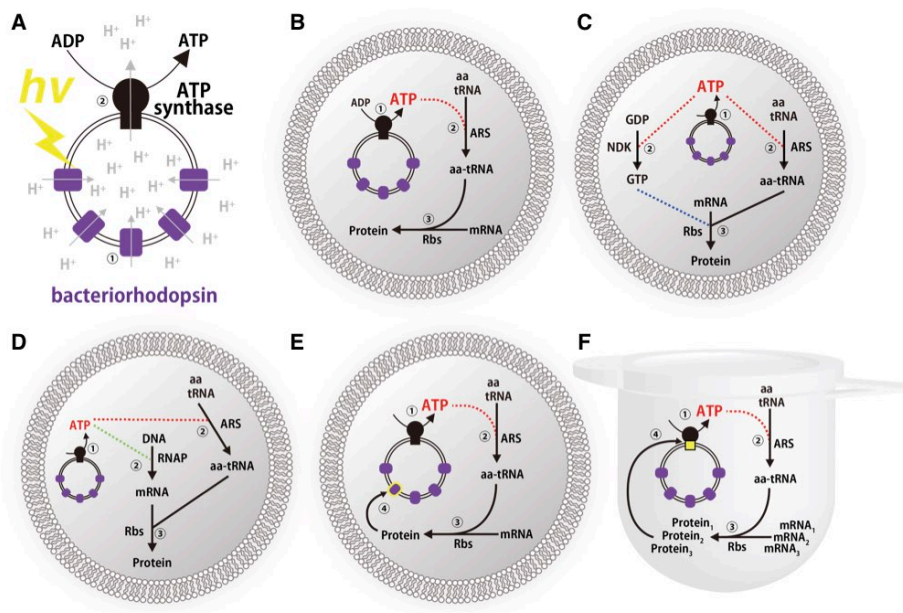 A
H+
H+
H+
H+
ADP
ATP
hv
②
ATP
synthase
H+
H+
H+
H+
H+
H+
H+
H+
H+
H+
H+
H+
H+
H+
①
H+
H+
bacteriorhodopsin
B
aa
tRNA
ADP
①
ATP
②
ARS
aa-tRNA
③
Protein
Rbs
mRNA
C
ATP
aa
tRNA
GDP
①
NDK
②
②
ARS
GTP
aa-tRNA
mRNA
Rbs
③
Protein
D
aa
tRNA
ATP
②
ARS
①
DNA
②
RNAP
aa-tRNA
mRNA
Rbs
③
Protein
E
aa
tRNA
①
ATP
②
ARS
aa-tRNA
④
③
Protein
Rbs
mRNA
F
aa
tRNA
①
ATP
④
②
ARS
aa-tRNA
Protein1
Protein2
Protein3
③
Rbs
mRNA1
mRNA2
mRNA3